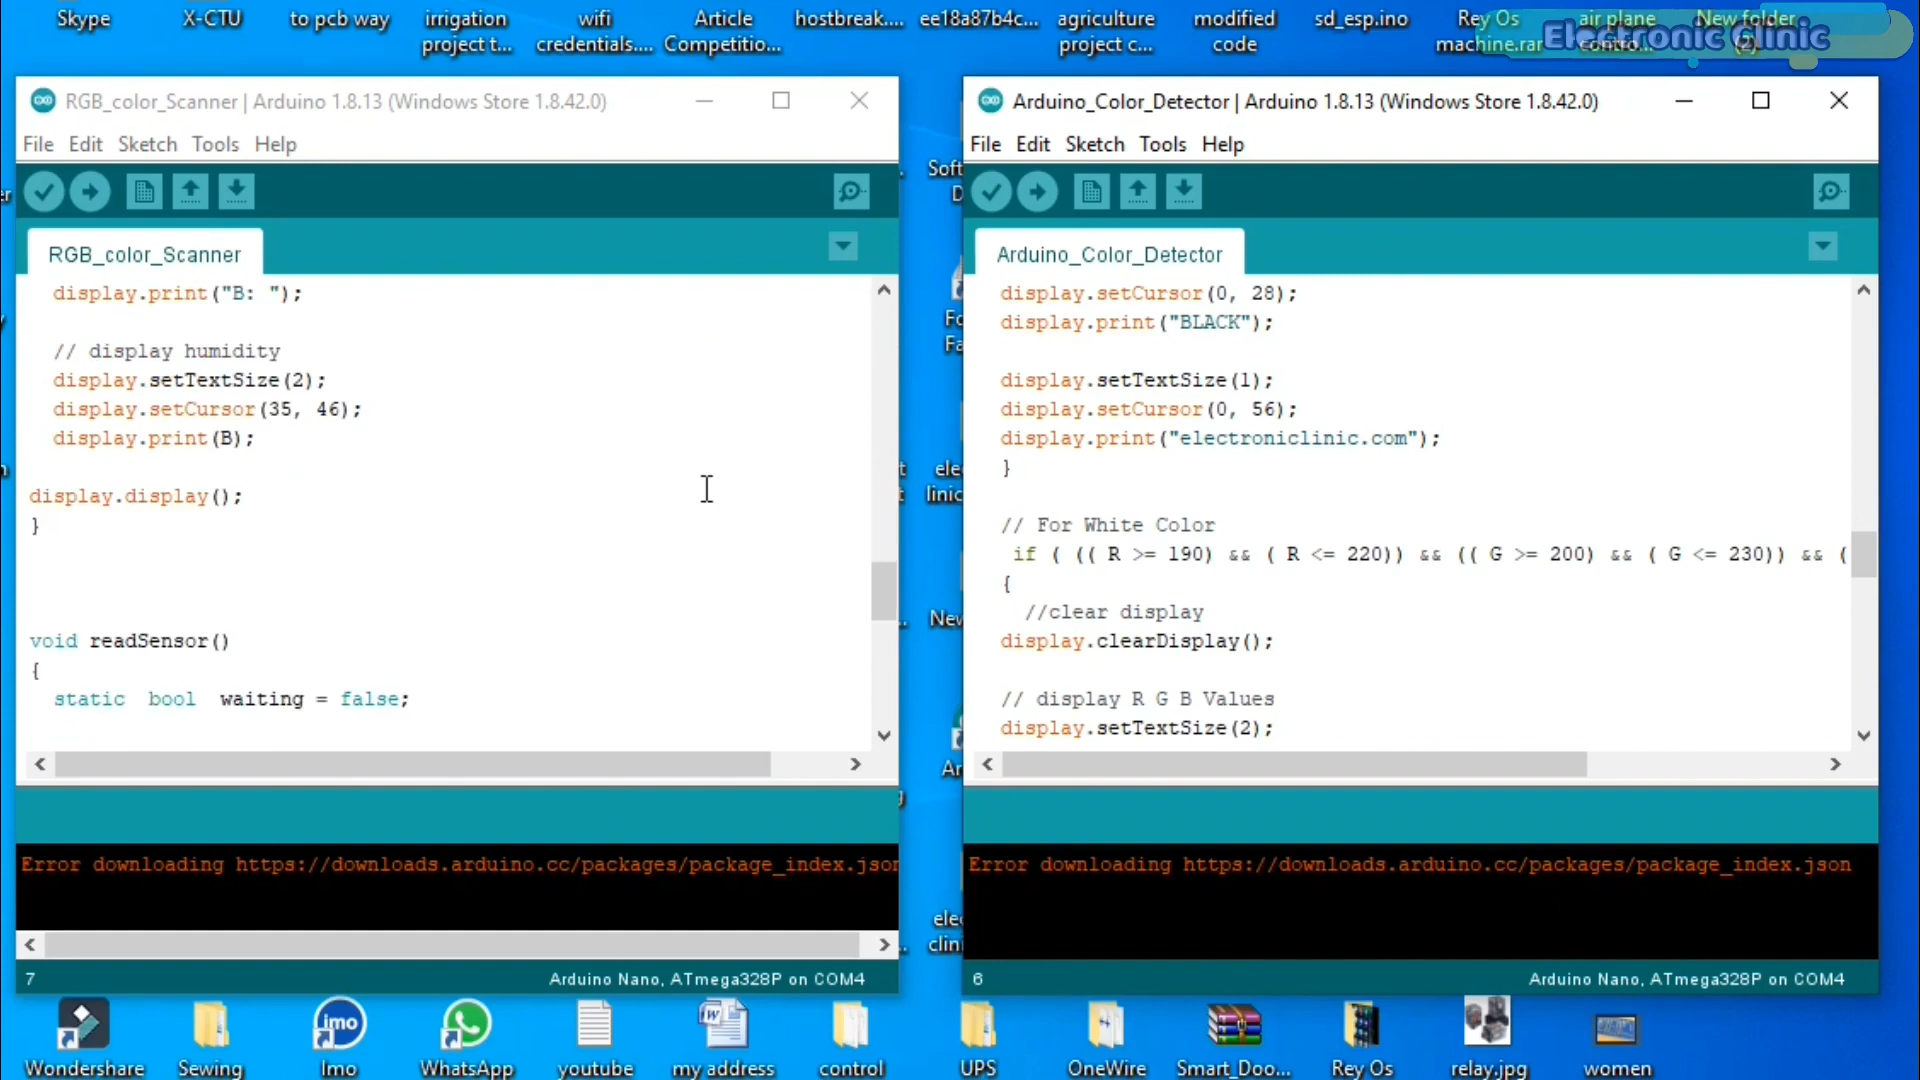 Skype
X-CTU
to pcb way
irrigation
project t...
wifi
credentials....
Article
Competitio...
hostbreak....
ee18a87b4c...
agriculture
project c...
modified
code
sd_esp.ino
Rey Os
machine.rar
air plane
contro...
New folder
(2)
Electronic Clinic
RGB_color_Scanner | Arduino 1.8.13 (Windows Store 1.8.42.0)
File Edit Sketch Tools Help
RGB_color_Scanner
display.print("B: ");
// display humidity
display.setTextSize(2);
display.setCursor(35, 46);
display.print(B);
display.display();
}
void readSensor()
{
static bool waiting = false;
Error downloading https://downloads.arduino.cc/packages/package_index.json
7
Arduino Nano, ATmega328P on COM4
Arduino_Color_Detector | Arduino 1.8.13 (Windows Store 1.8.42.0)
File Edit Sketch Tools Help
Arduino_Color_Detector
display.setCursor(0, 28);
display.print("BLACK");
display.setTextSize(1);
display.setCursor(0, 56);
display.print("electroniclinic.com");
}
// For White Color
if ( (( R >= 190) && ( R <= 220)) && (( G >= 200) && ( G <= 230)) && (
{
//clear display
display.clearDisplay();
// display R G B Values
display.setTextSize(2);
Error downloading https://downloads.arduino.cc/packages/package_index.json
6
Arduino Nano, ATmega328P on COM4
Wondershare
Sewing
Imo
WhatsApp
youtube
my address
control
UPS
OneWire
Smart_Doo...
Rey Os
relay.jpg
women